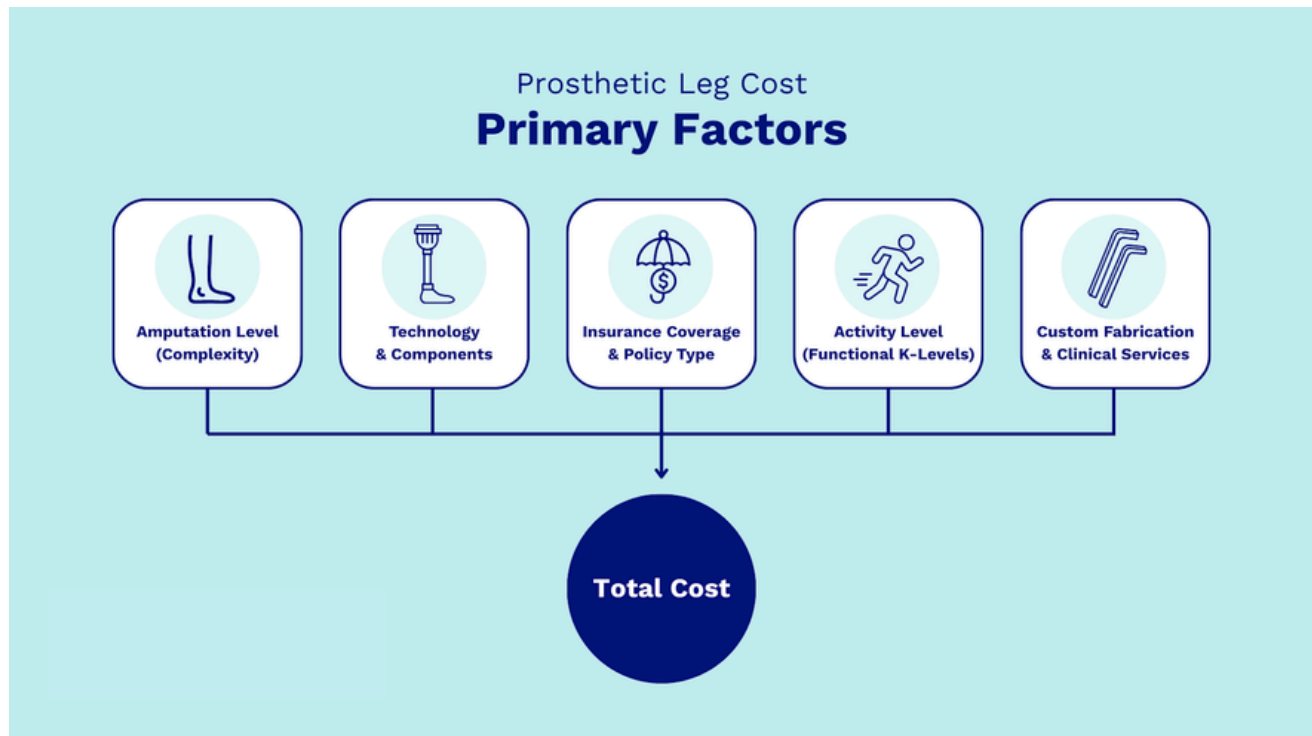 Prosthetic Leg Cost
Primary Factors
Amputation Level
(Complexity)
Technology
& Components
$
Insurance Coverage
& Policy Type
Activity Level
(Functional K-Levels)
Custom Fabrication
& Clinical Services
Total Cost